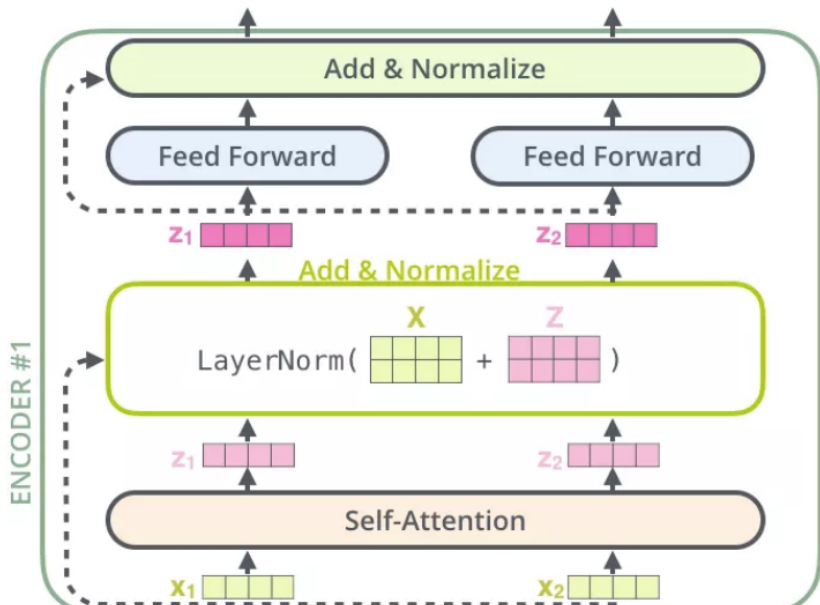 Add & Normalize
Feed Forward Feed Forward
z1 z2
Add & Normalize
X Z
LayerNorm( + )
ENCODER #1
z1 z2
Self-Attention
x1 x2